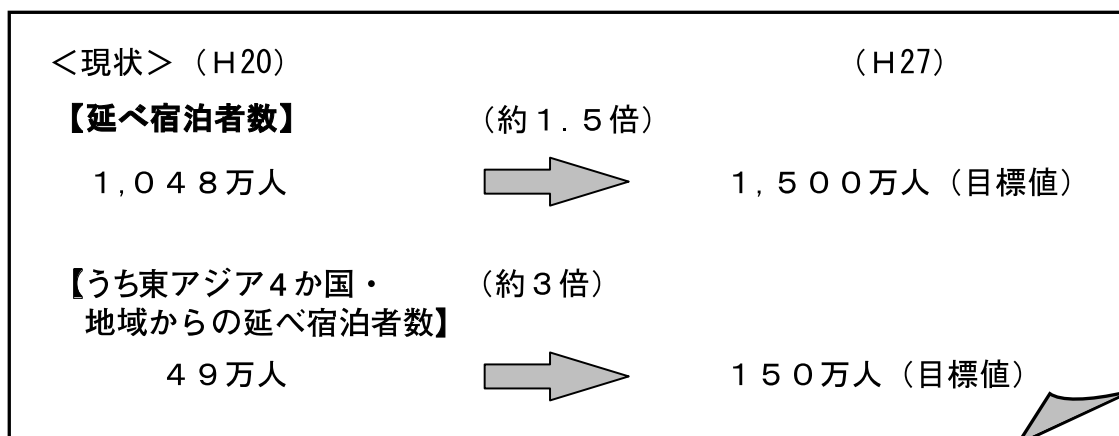 ＜現状＞（Ｈ20） （Ｈ27）
【延べ宿泊者数】 （約１.５倍）
１,０４８万人 １,５００万人（目標値）
【うち東アジア４か国・ （約３倍）
地域からの延べ宿泊者数】
４９万人 １５０万人（目標値）